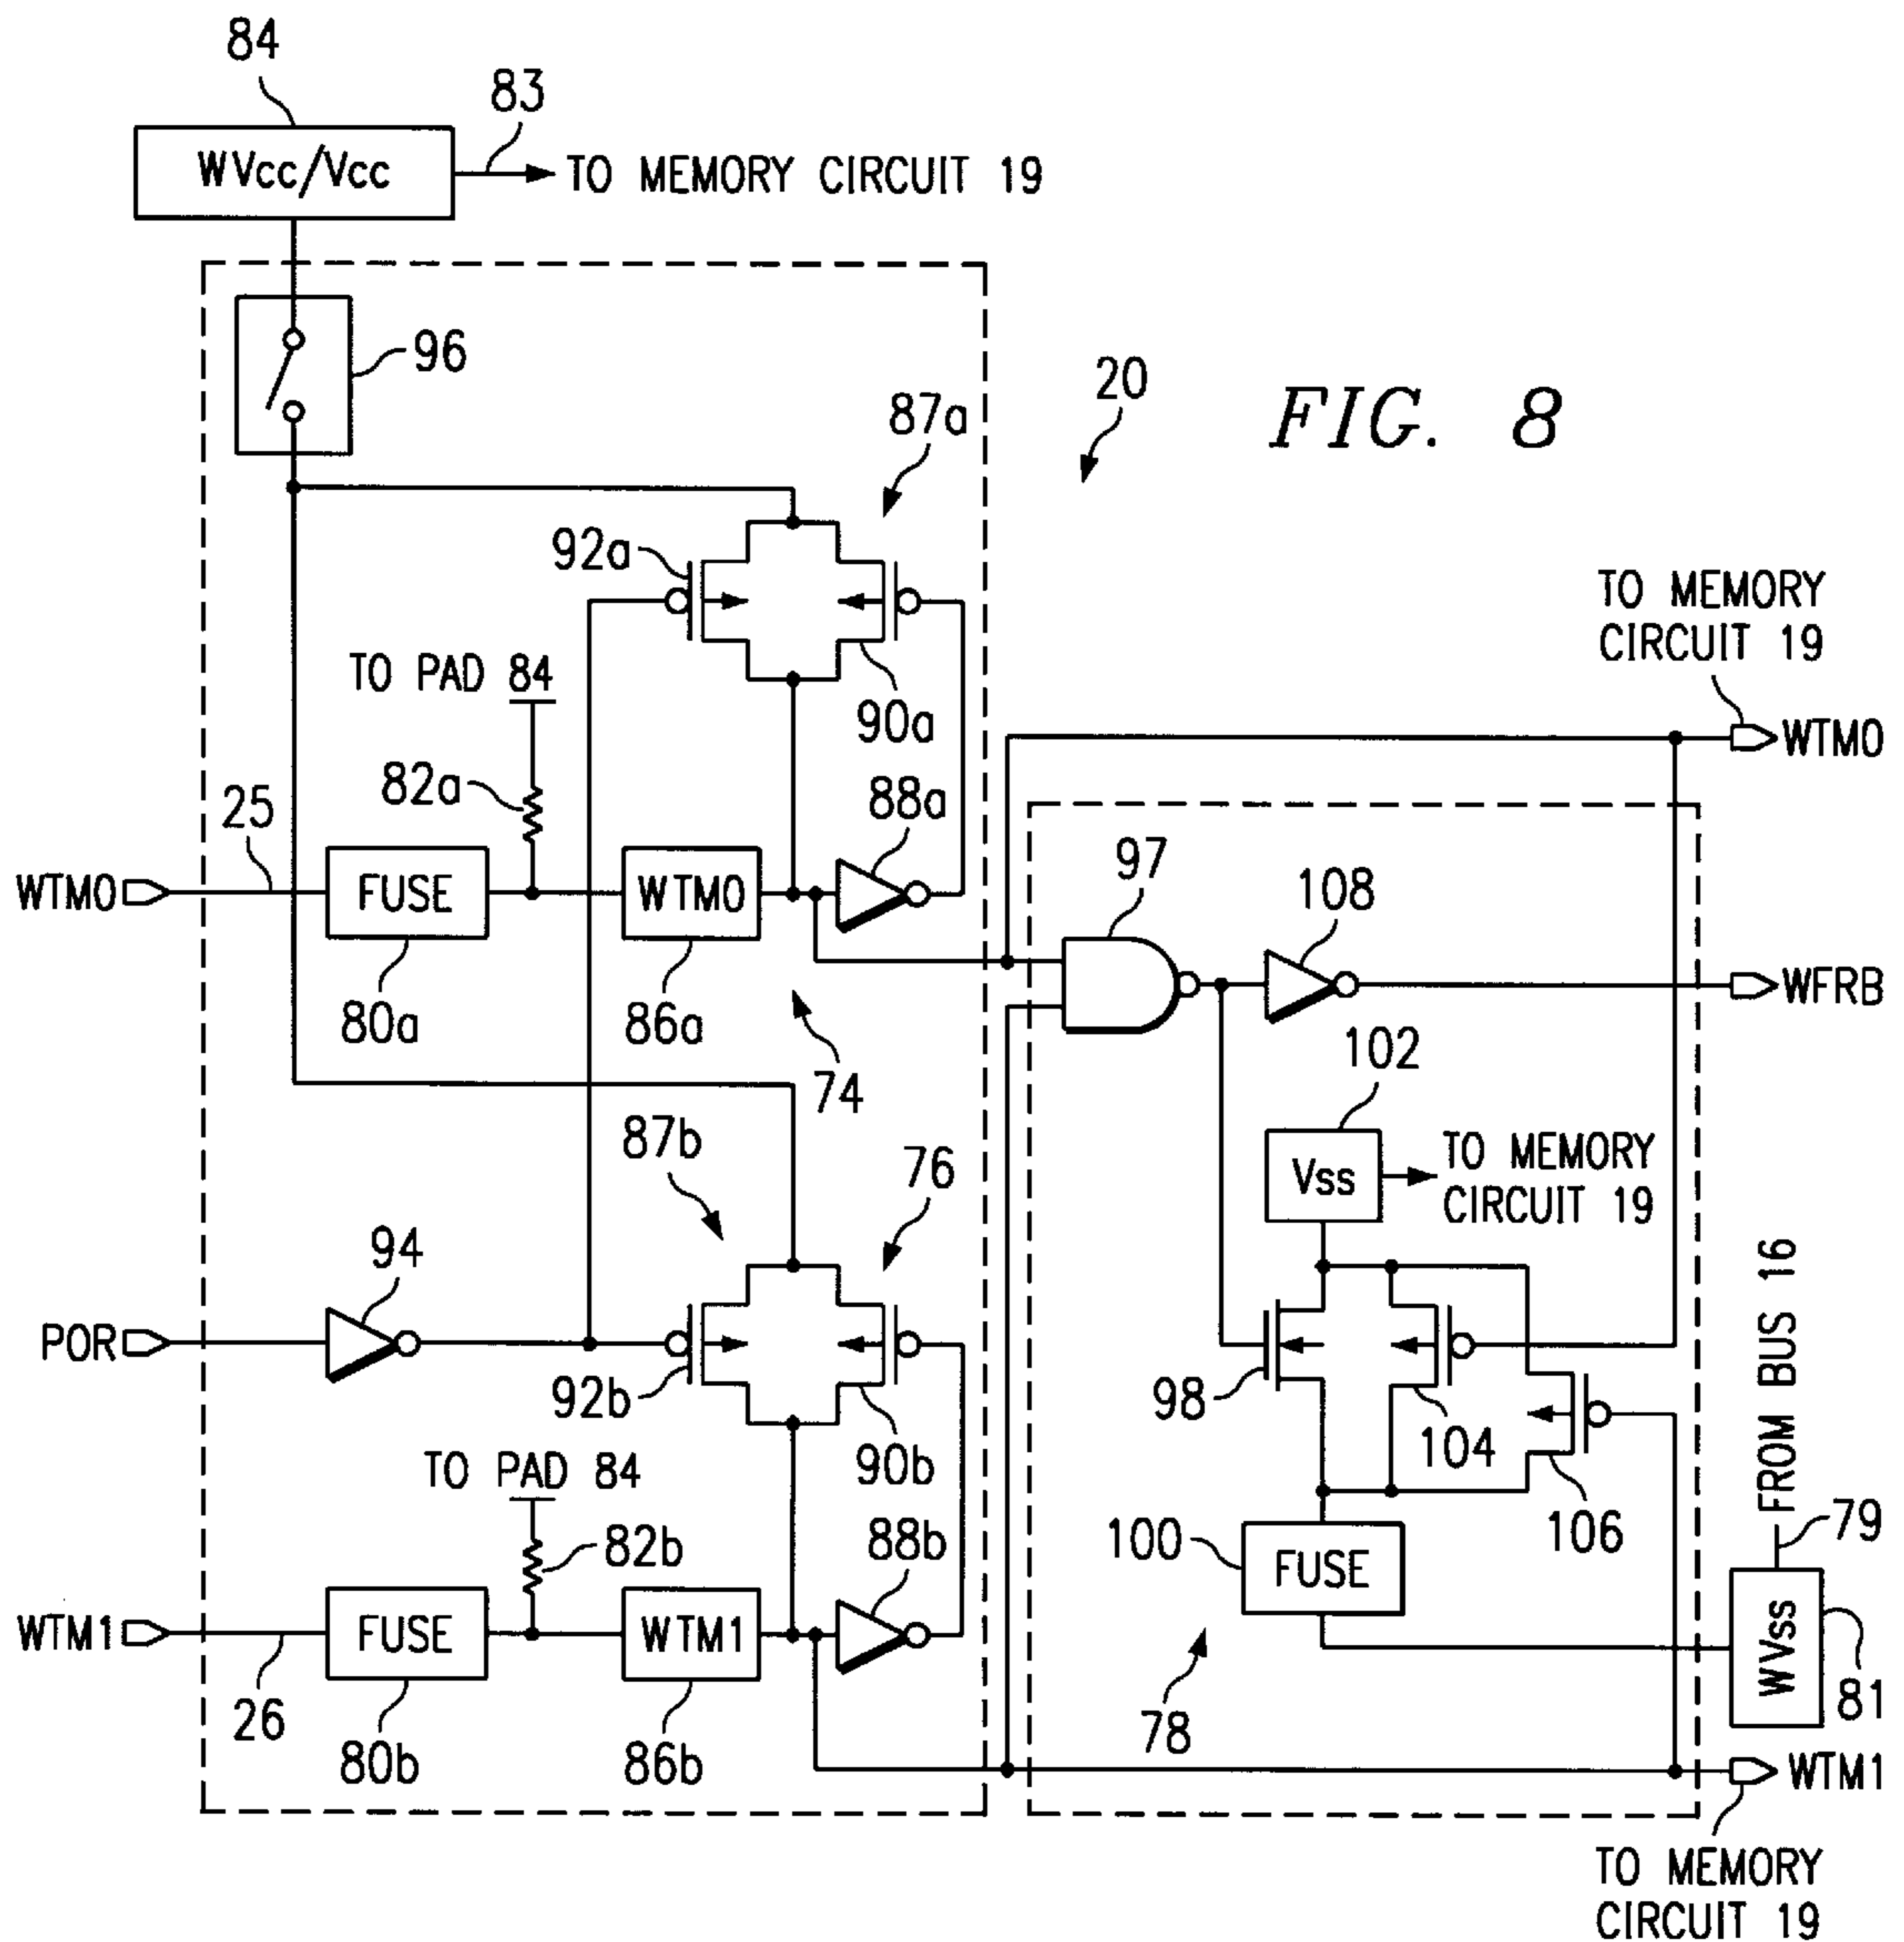 84
83
WVcc/Vcc
TO MEMORY CIRCUIT 19
96
20
FIG. 8
87a
92a
TO PAD 84
90a
TO MEMORY
CIRCUIT 19
WTM0
82a
88a
25
97
WTM0
FUSE
WTM0
108
80a
86a
WFRB
74
102
87b
76
Vss
TO MEMORY
CIRCUIT 19
94
FROM BUS 16
POR
92b
98
104
90b
TO PAD 84
106
79
100
82b
88b
FUSE
WTM1
FUSE
WTM1
WVss
81
26
78
80b
86b
WTM1
TO MEMORY
CIRCUIT 19